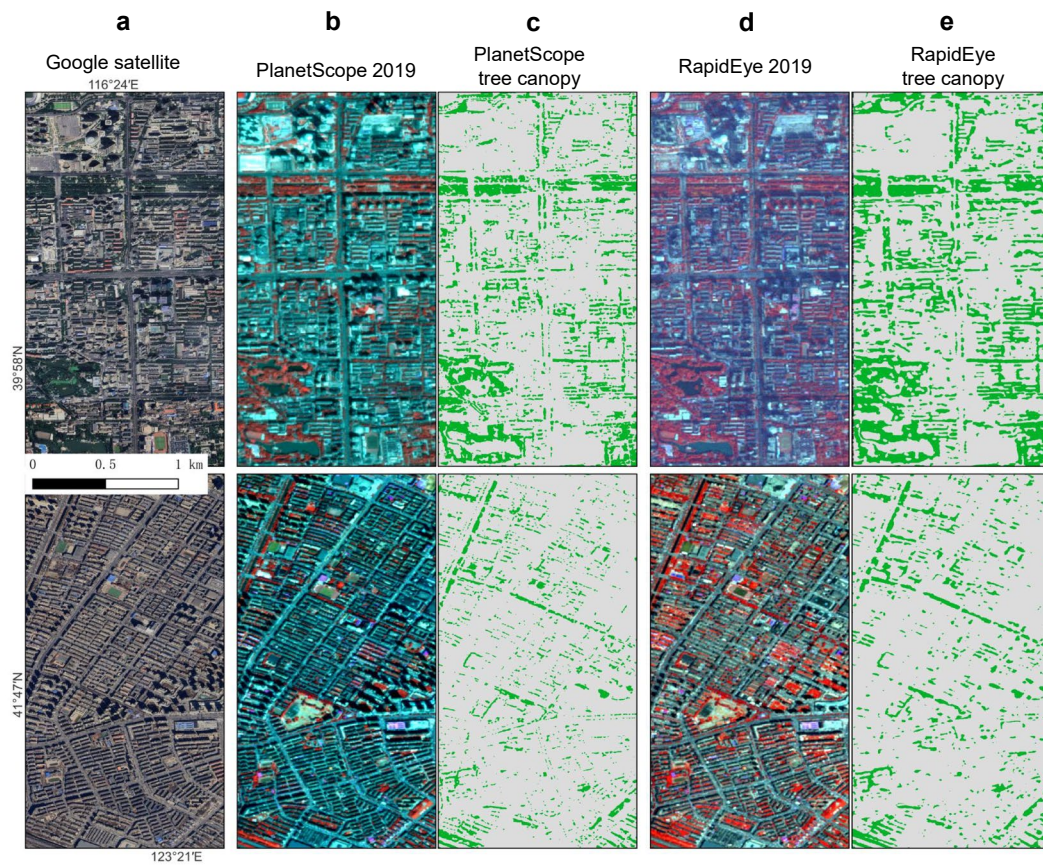 a
b
c
d
e
Google satellite
PlanetScope 2019
PlanetScope
tree canopy
RapidEye 2019
RapidEye
tree canopy
116°24'E
39°58'N
0 0.5 1 km
41°47'N
123°21'E